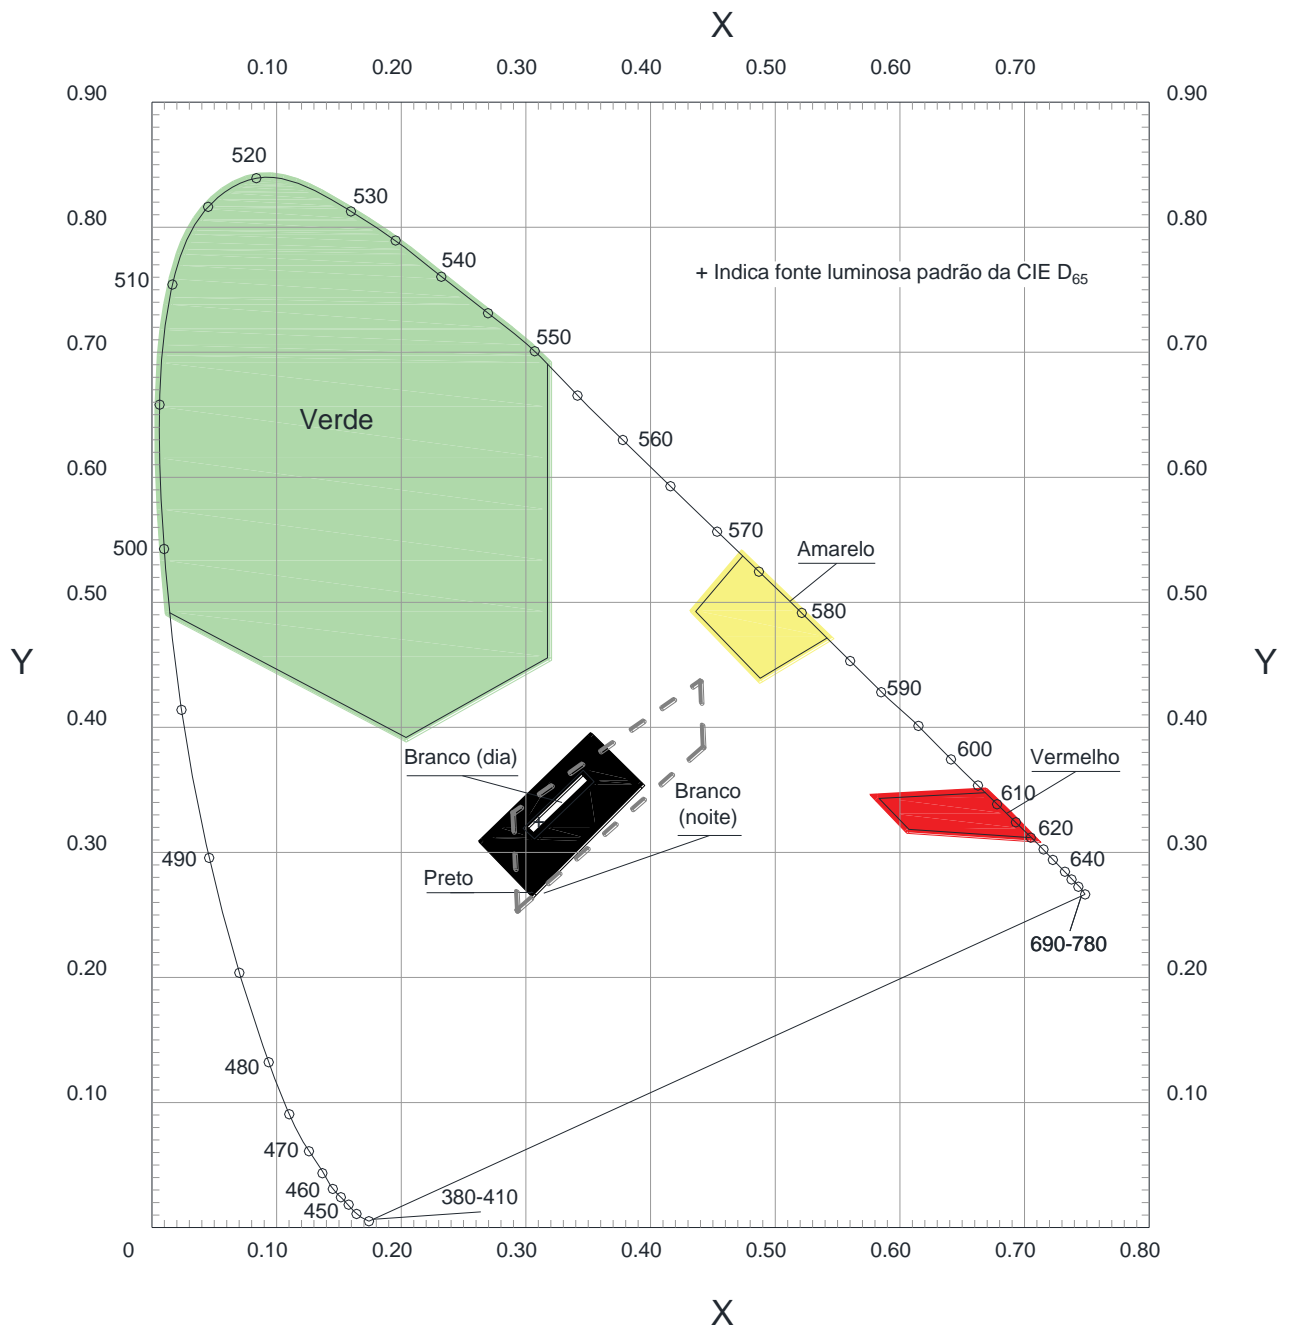 X
0.10 0.20 0.30 0.40 0.50 0.60 0.70
0.90 0.90
520
530
0.80 0.80
540
510
+ Indica fonte luminosa padrão da CIE D65
550
0.70 0.70
Verde
560
0.60 0.60
570
500
Amarelo
0.50 0.50
580
Y Y
590
0.40 0.40
600
Branco (dia)
Vermelho
Branco
(noite)
610
620
0.30 0.30
490
640
Preto
690-780
0.20 0.20
480
0.10 0.10
470
460
380-410
450
0 0.10 0.20 0.30 0.40 0.50 0.60 0.70 0.80
X